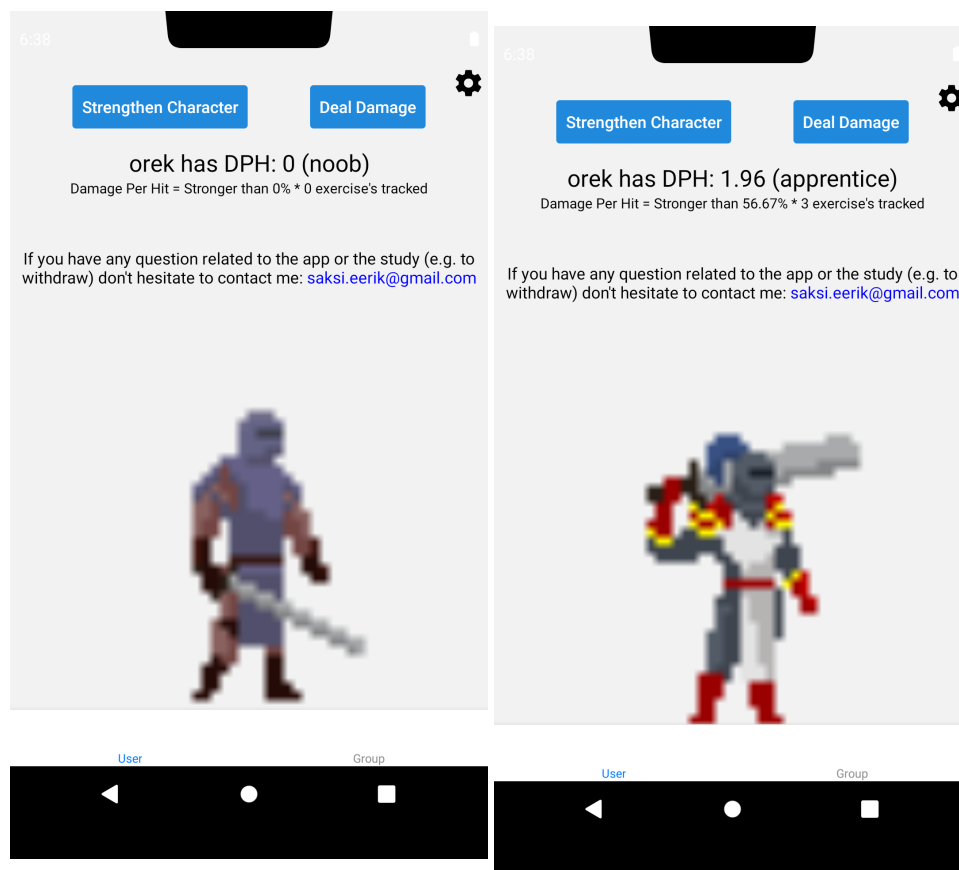 6:38
Strengthen Character
Deal Damage
orek has DPH: 0 (noob)
Damage Per Hit = Stronger than 0% * 0 exercise's tracked
If you have any question related to the app or the study (e.g. to
withdraw) don't hesitate to contact me: saksi.eerik@gmail.com
User
Group
6:38
Strengthen Character
Deal Damage
orek has DPH: 1.96 (apprentice)
Damage Per Hit = Stronger than 56.67% * 3 exercise's tracked
If you have any question related to the app or the study (e.g. to
withdraw) don't hesitate to contact me: saksi.eerik@gmail.com
User
Group